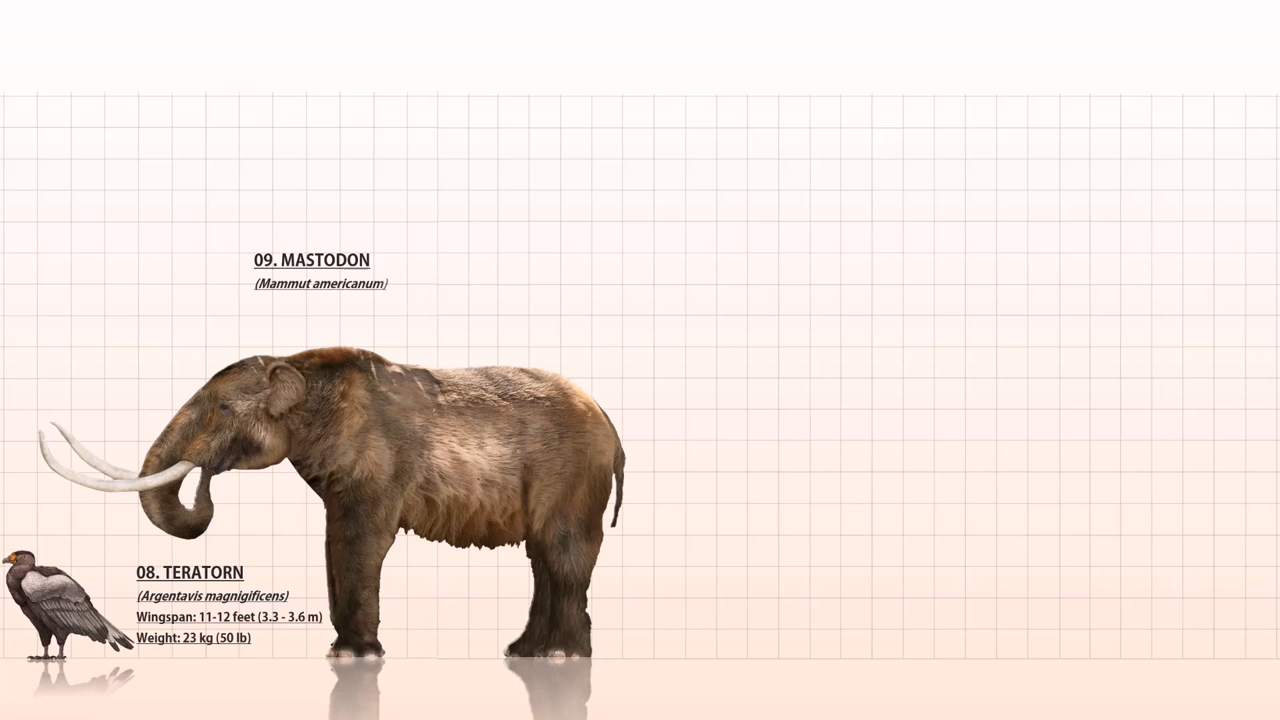 09. MASTODON
(Mammut americanum)
08. TERATORN
(Argentavis magnigificens)
Wingspan: 11-12 feet (3.3 - 3.6 m)
Weight: 23 kg (50 lb)